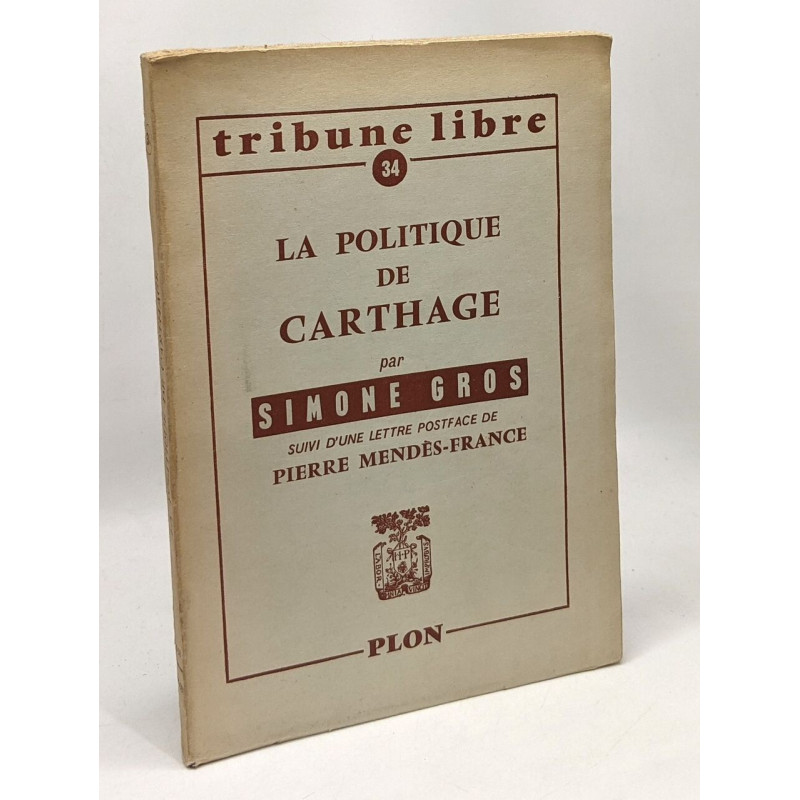 tribune libre
34
LA POLITIQUE
DE
CARTHAGE
par
SIMONE GROS
SUIVI D'UNE LETTRE POSTFACE DE
PIERRE MENDÈS-FRANCE
H·P
LABOR
PLON